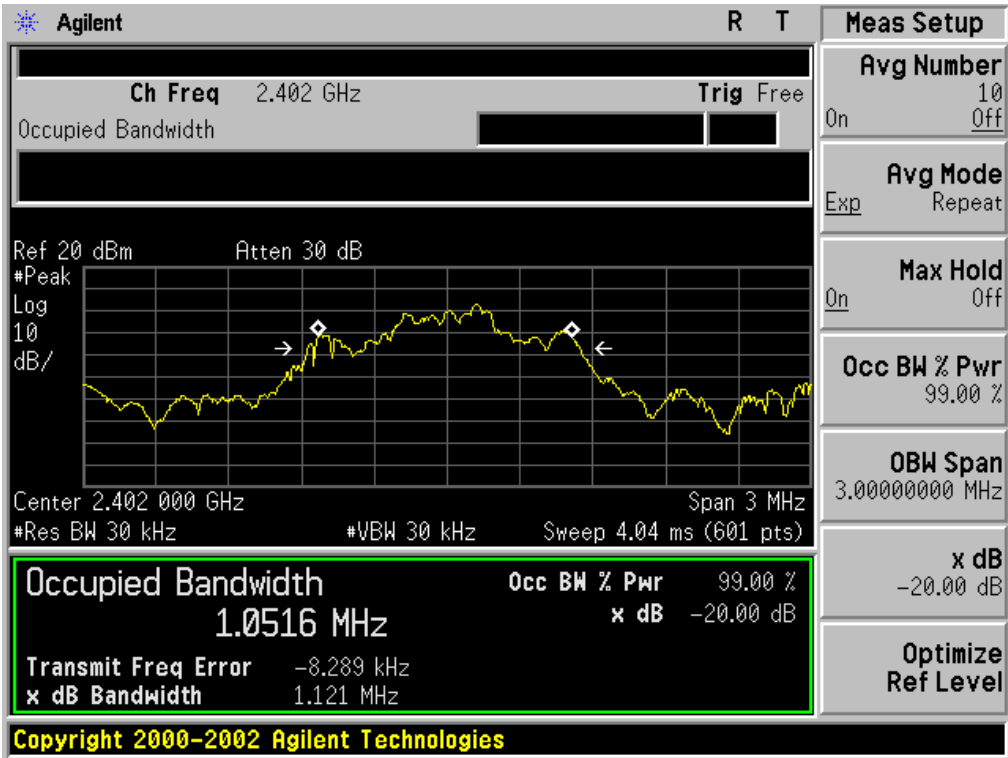 Agilent R T
Meas Setup
Ch Freq 2.402 GHz Trig Free
Occupied Bandwidth
Ref 20 dBm Atten 30 dB
#Peak
Log
10
dB/
Center 2.402 000 GHz Span 3 MHz
#Res BW 30 kHz #VBW 30 kHz Sweep 4.04 ms (601 pts)
Occupied Bandwidth Occ BW % Pwr 99.00 %
1.0516 MHz x dB -20.00 dB
Transmit Freq Error -8.289 kHz
x dB Bandwidth 1.121 MHz
Copyright 2000-2002 Agilent Technologies
Avg Number
10
On Off
Avg Mode
Exp Repeat
Max Hold
On Off
Occ BW % Pwr
99.00 %
OBW Span
3.00000000 MHz
x dB
-20.00 dB
Optimize
Ref Level